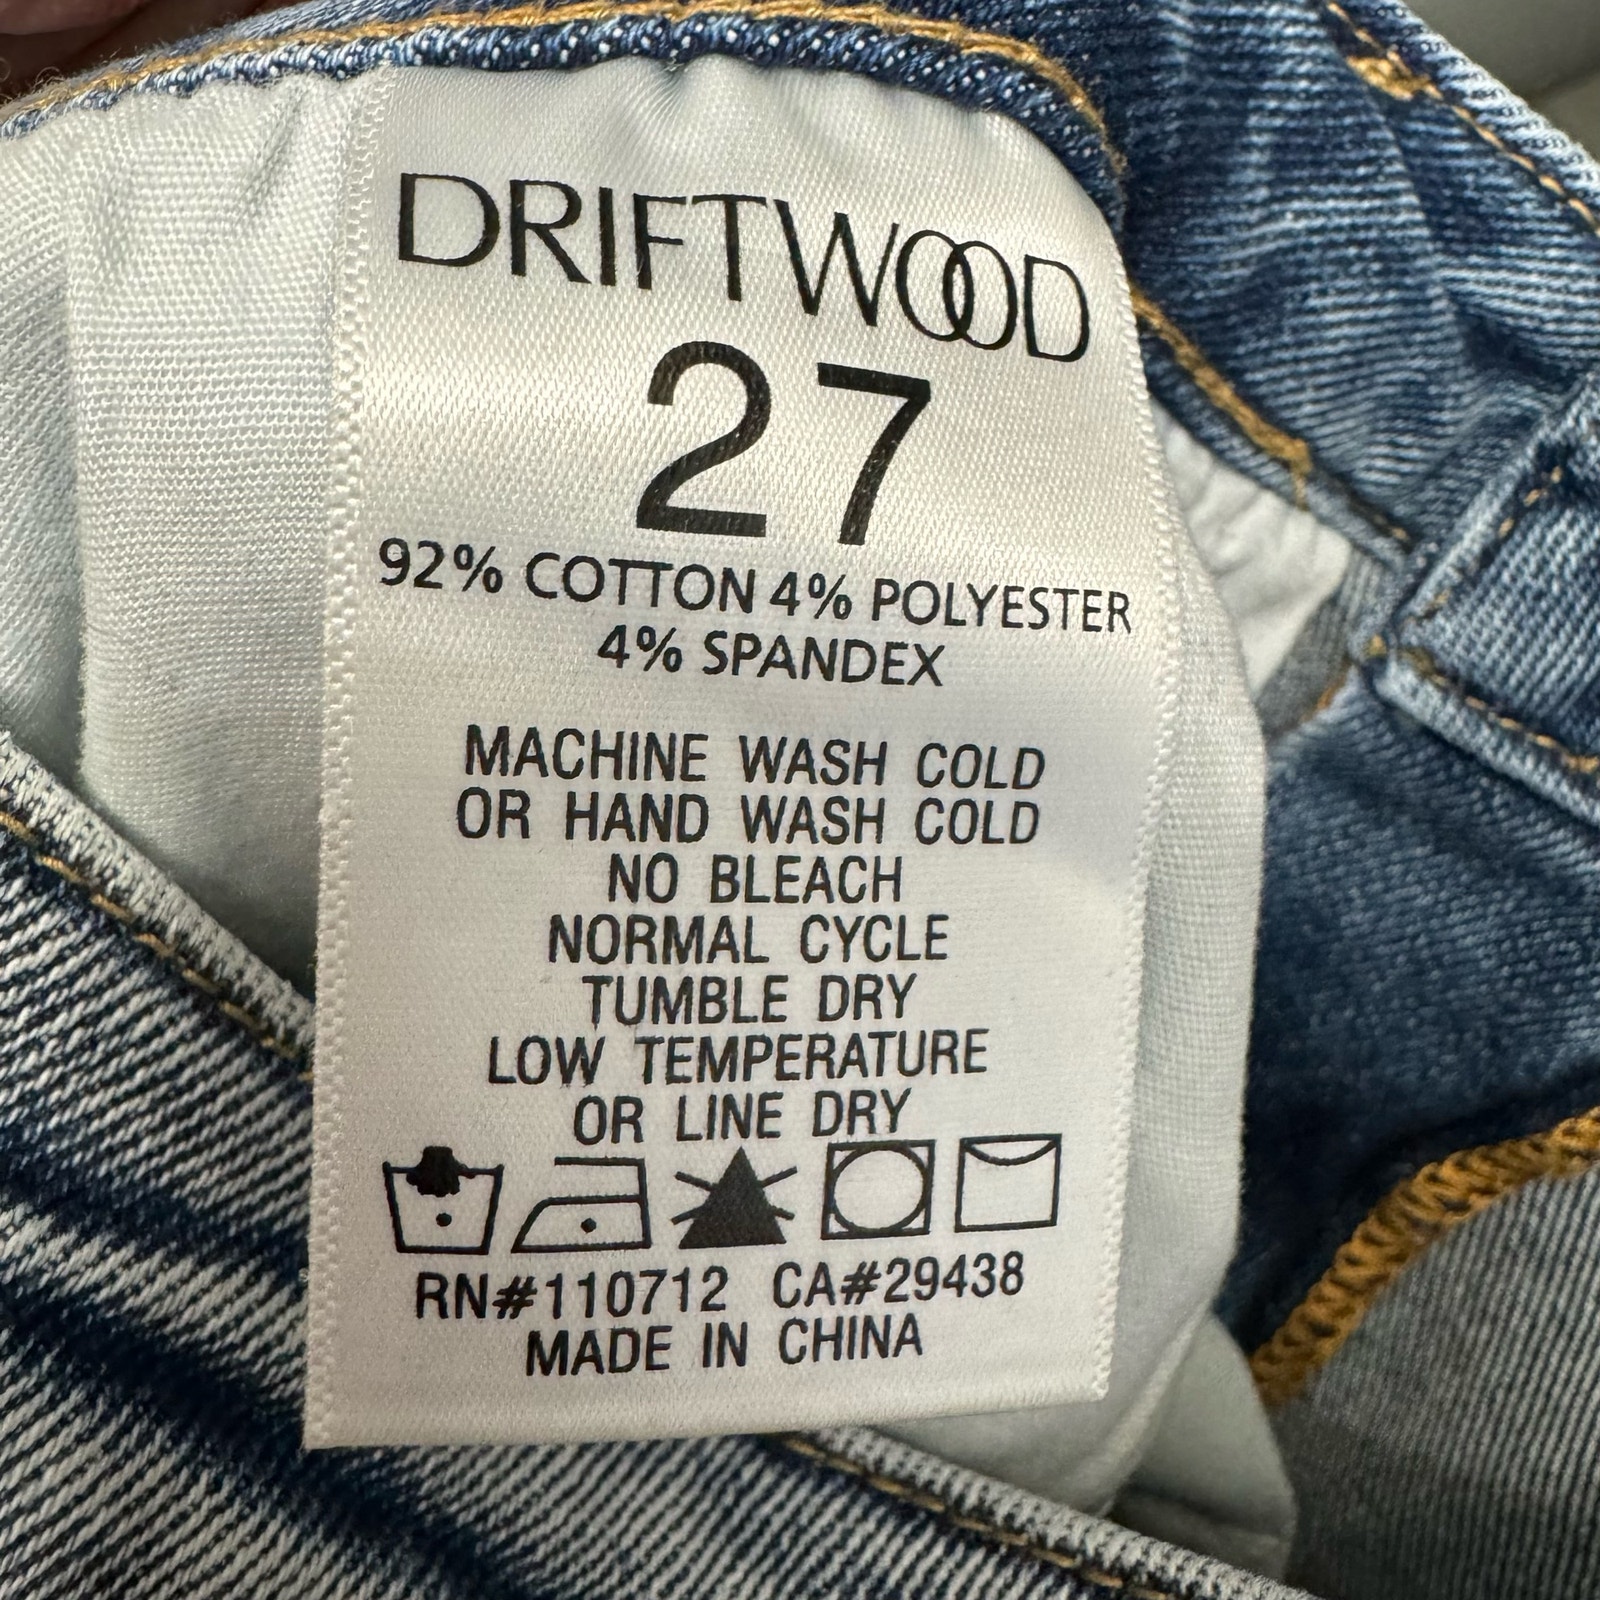 DRIFTWOOD
27
92% COTTON 4% POLYESTER
4% SPANDEX
MACHINE WASH COLD
OR HAND WASH COLD
NO BLEACH
NORMAL CYCLE
TUMBLE DRY
LOW TEMPERATURE
OR LINE DRY
RN#110712 CA#29438
MADE IN CHINA